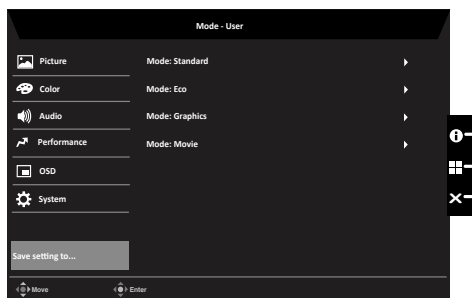 Mode - User
Picture
Color
Audio
Performance
OSD
System
Save setting to...
Mode: Standard
Mode: Eco
Mode: Graphics
Mode: Movie
Move
Enter